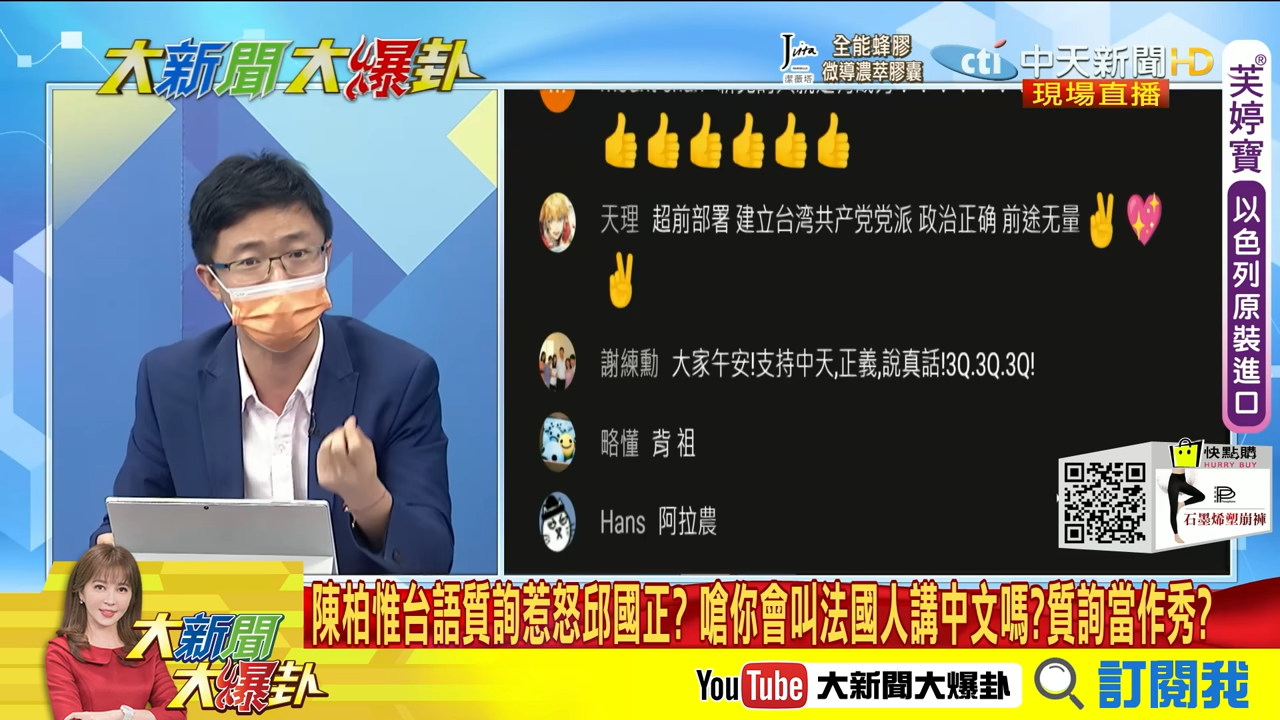 大新聞大爆卦
Jvita
潔薇塔
全能蜂膠
微導濃萃膠囊
cti 中天新聞HD
現場直播
芙婷寶®
以色列原裝進口
👍👍👍👍👍👍
天理 超前部署 建立台湾共产党党派 政治正确 前途无量✌💖
✌
謝練勳 大家午安!支持中天,正義,說真話!3Q.3Q.3Q!
略懂 背 祖
Hans 阿拉農
快點購
HURRY BUY
石墨烯塑崩褲
陳柏惟台語質詢惹怒邱國正? 嗆你會叫法國人講中文嗎?質詢當作秀?
大新聞
大爆卦
YouTube 大新聞大爆卦 訂閱我